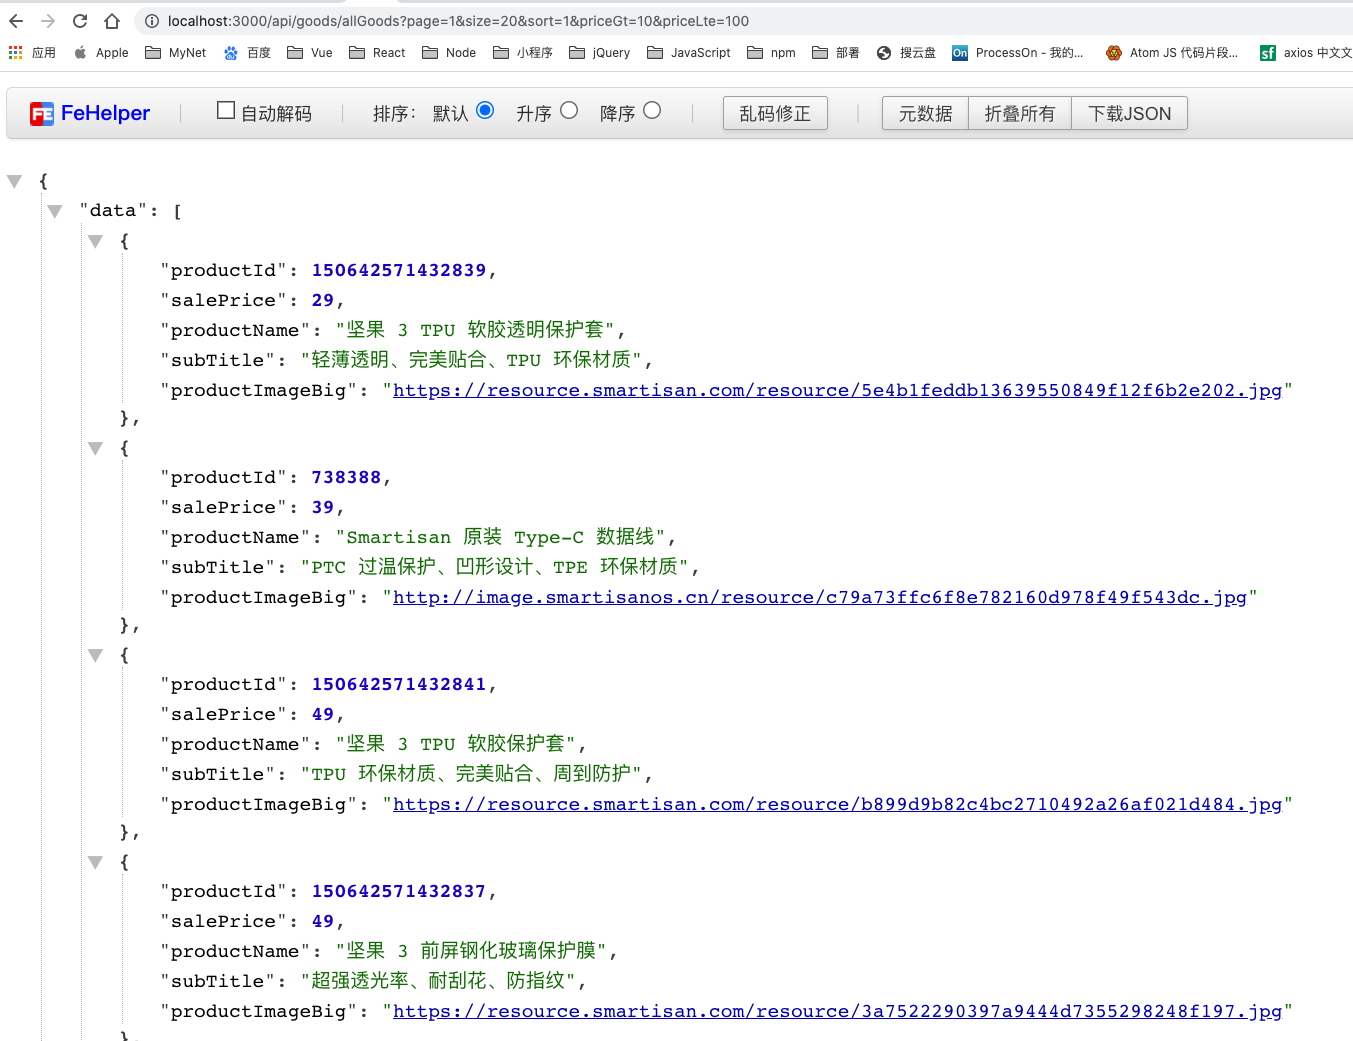 localhost:3000/api/goods/allGoods?page=1&size=20&sort=1&priceGt=10&priceLte=100
应用 Apple MyNet 百度 Vue React Node 小程序 jQuery JavaScript npm 部署 搜云盘 On ProcessOn - 我的... Atom JS 代码片段... sf axios 中文文
FE FeHelper 自动解码 排序: 默认 升序 降序 乱码修正 元数据 折叠所有 下载JSON
{
"data": [
{
"productId": 150642571432839,
"salePrice": 29,
"productName": "坚果 3 TPU 软胶透明保护套",
"subTitle": "轻薄透明、完美贴合、TPU 环保材质",
"productImageBig": "https://resource.smartisan.com/resource/5e4b1feddb13639550849f12f6b2e202.jpg"
},
{
"productId": 738388,
"salePrice": 39,
"productName": "Smartisan 原装 Type-C 数据线",
"subTitle": "PTC 过温保护、凹形设计、TPE 环保材质",
"productImageBig": "http://image.smartisanos.cn/resource/c79a73ffc6f8e782160d978f49f543dc.jpg"
},
{
"productId": 150642571432841,
"salePrice": 49,
"productName": "坚果 3 TPU 软胶保护套",
"subTitle": "TPU 环保材质、完美贴合、周到防护",
"productImageBig": "https://resource.smartisan.com/resource/b899d9b82c4bc2710492a26af021d484.jpg"
},
{
"productId": 150642571432837,
"salePrice": 49,
"productName": "坚果 3 前屏钢化玻璃保护膜",
"subTitle": "超强透光率、耐刮花、防指纹",
"productImageBig": "https://resource.smartisan.com/resource/3a7522290397a9444d7355298248f197.jpg"
},